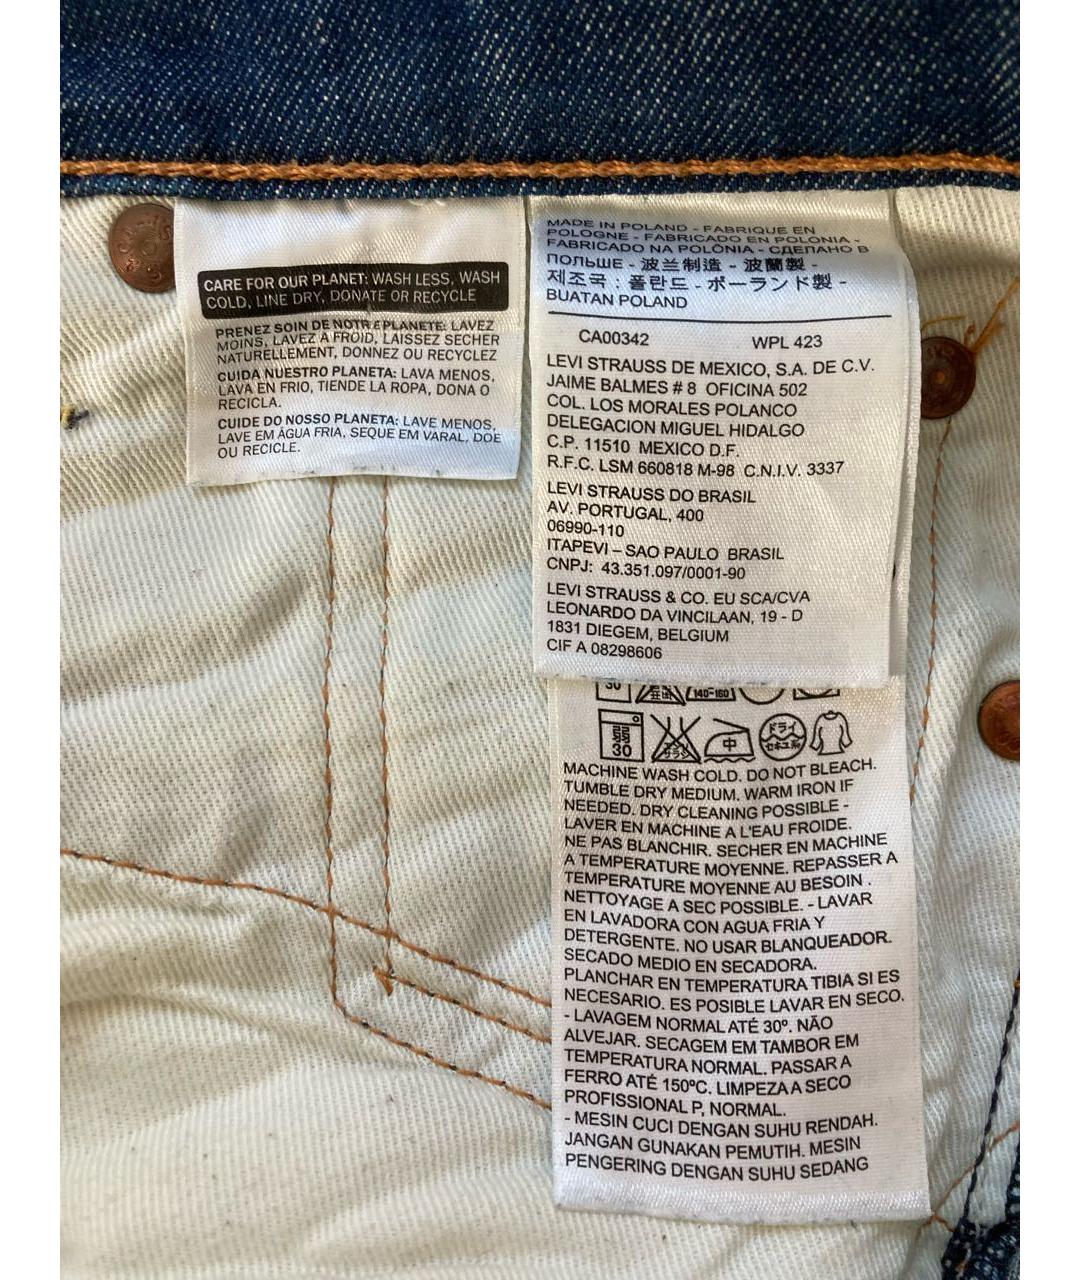 CARE FOR OUR PLANET: WASH LESS, WASH
COLD, LINE DRY, DONATE OR RECYCLE
PRENEZ SOIN DE NOTRE PLANETE: LAVEZ
MOINS, LAVEZ A FROID, LAISSEZ SECHER
NATURELLEMENT, DONNEZ OU RECYCLEZ
CUIDA NUESTRO PLANETA: LAVA MENOS,
LAVA EN FRIO, TIENDE LA ROPA, DONA O
RECICLA.
CUIDE DO NOSSO PLANETA: LAVE MENOS,
LAVE EM ÁGUA FRIA, SEQUE EM VARAL, DOE
OU RECICLE.
MADE IN POLAND - FABRIQUE EN
POLOGNE - FABRICADO EN POLONIA -
FABRICADO NA POLÔNIA - СДЕЛАНО В
ПОЛЬШЕ - 波兰制造 - 波蘭製 -
제조국 : 폴란드 - ポーランド製 -
BUATAN POLAND
CA00342 WPL 423
LEVI STRAUSS DE MEXICO, S.A. DE C.V.
JAIME BALMES # 8 OFICINA 502
COL. LOS MORALES POLANCO
DELEGACION MIGUEL HIDALGO
C.P. 11510 MEXICO D.F.
R.F.C. LSM 660818 M-98 C.N.I.V. 3337
LEVI STRAUSS DO BRASIL
AV. PORTUGAL, 400
06990-110
ITAPEVI – SAO PAULO BRASIL
CNPJ: 43.351.097/0001-90
LEVI STRAUSS & CO. EU SCA/CVA
LEONARDO DA VINCILAAN, 19 - D
1831 DIEGEM, BELGIUM
CIF A 08298606
30 140-160
弱 中 ドライ
30 セキユ系
MACHINE WASH COLD. DO NOT BLEACH.
TUMBLE DRY MEDIUM. WARM IRON IF
NEEDED. DRY CLEANING POSSIBLE -
LAVER EN MACHINE A L'EAU FROIDE.
NE PAS BLANCHIR. SECHER EN MACHINE
A TEMPERATURE MOYENNE. REPASSER A
TEMPERATURE MOYENNE AU BESOIN .
NETTOYAGE A SEC POSSIBLE. - LAVAR
EN LAVADORA CON AGUA FRIA Y
DETERGENTE. NO USAR BLANQUEADOR.
SECADO MEDIO EN SECADORA.
PLANCHAR EN TEMPERATURA TIBIA SI ES
NECESARIO. ES POSIBLE LAVAR EN SECO.
- LAVAGEM NORMAL ATÉ 30º. NÃO
ALVEJAR. SECAGEM EM TAMBOR EM
TEMPERATURA NORMAL. PASSAR A
FERRO ATÉ 150ºC. LIMPEZA A SECO
PROFISSIONAL P, NORMAL.
- MESIN CUCI DENGAN SUHU RENDAH.
JANGAN GUNAKAN PEMUTIH. MESIN
PENGERING DENGAN SUHU SEDANG